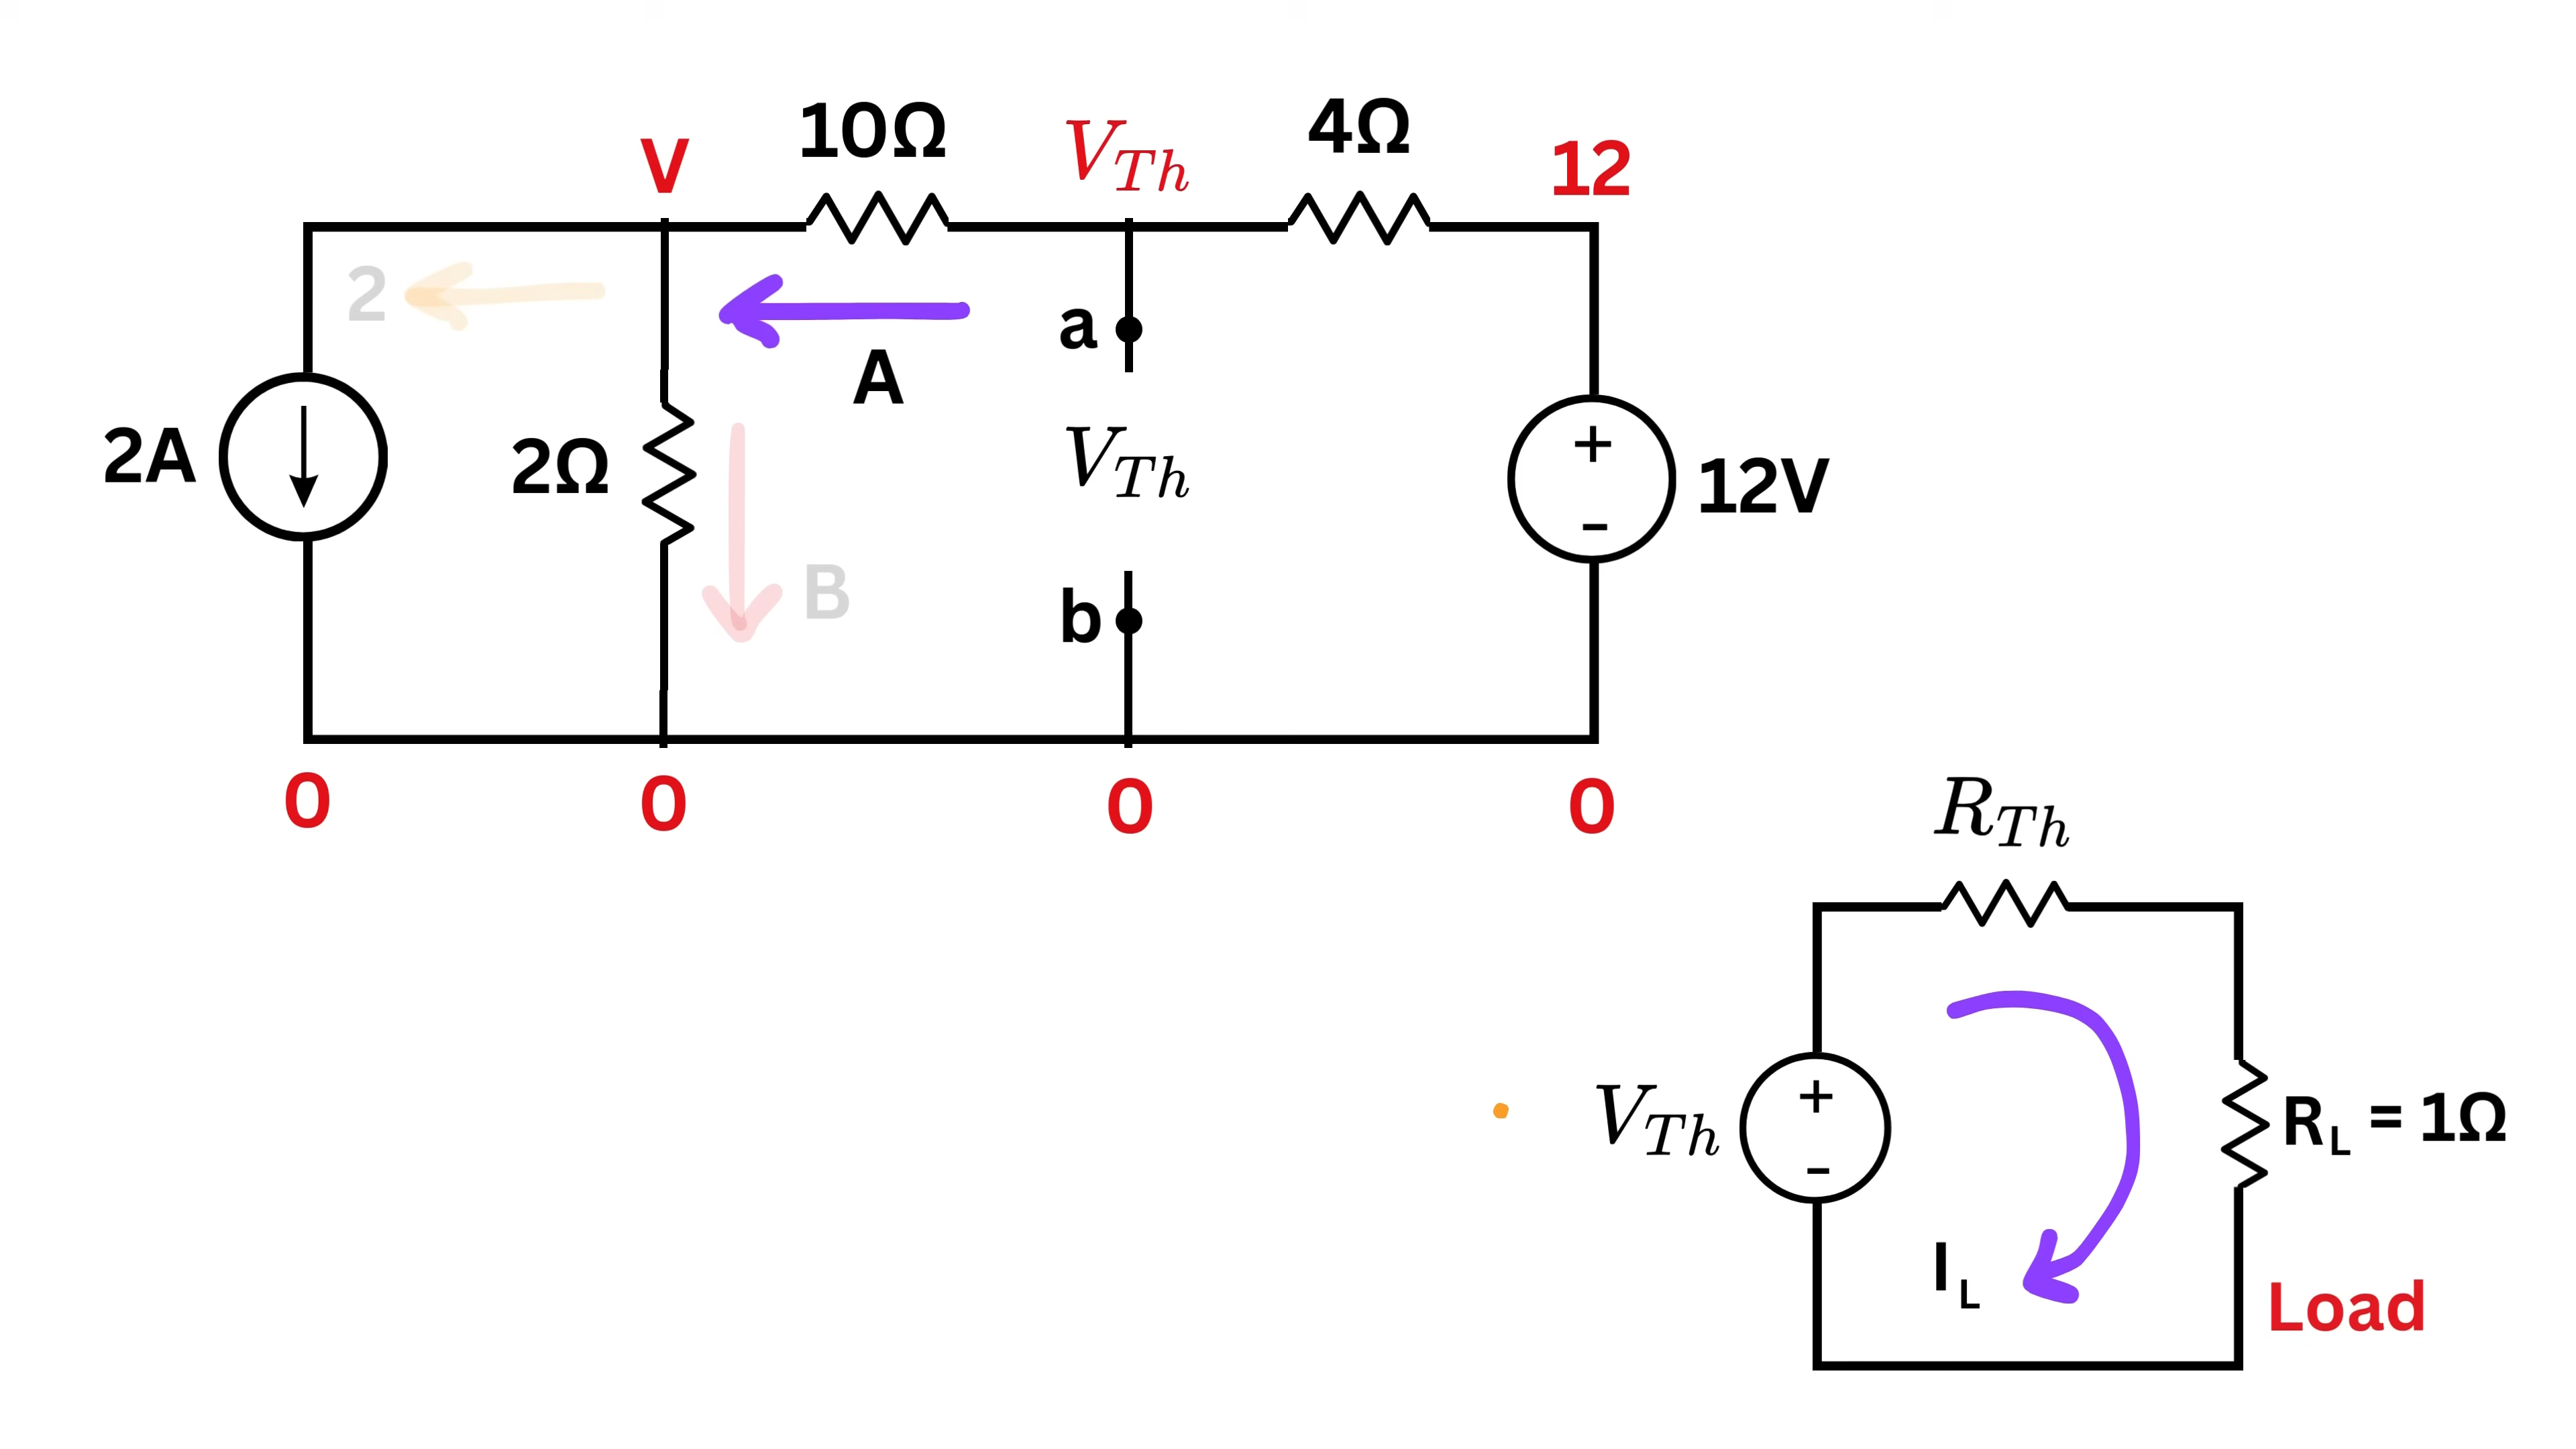 10Ω
4Ω
V
V_Th
12
2
a
A
2A
2Ω
V_Th
+
-
12V
B
b
0
0
0
0
R_Th
V_Th
+
-
R_L = 1Ω
I_L
Load